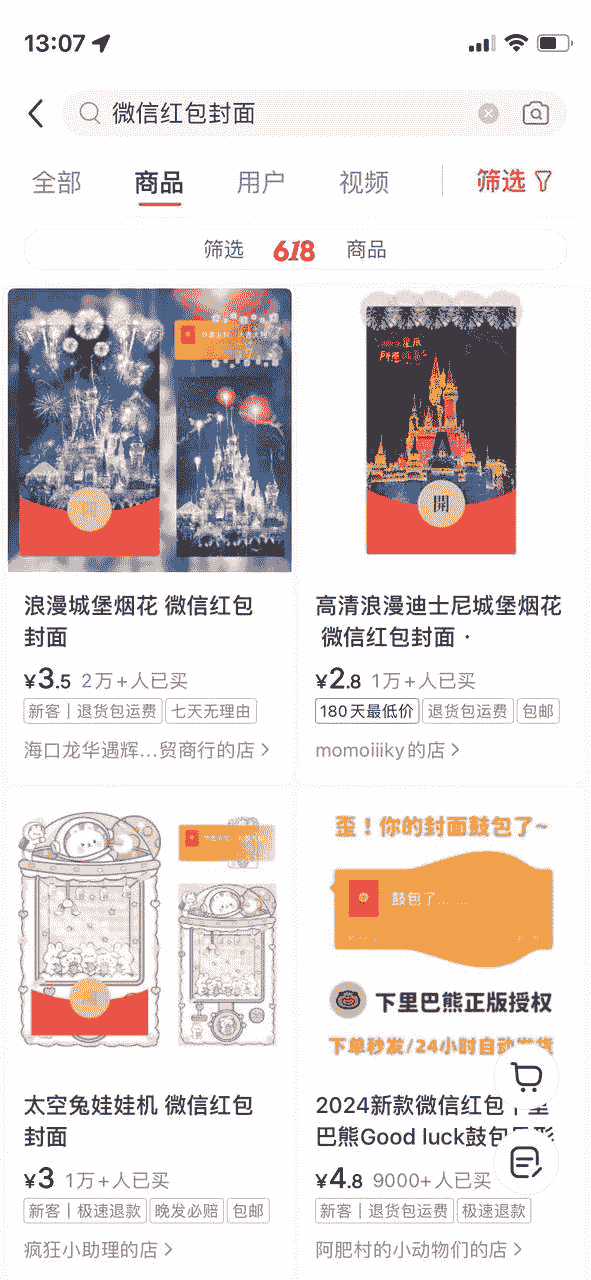 13:07
微信红包封面
全部 商品 用户 视频 筛选
筛选 618 商品
開
浪漫城堡烟花 微信红包
封面
¥3.5 2万+人已买
新客 | 退货包运费 七天无理由
海口龙华遇辉...贸商行的店
高清浪漫迪士尼城堡烟花
微信红包封面 ·
¥2.8 1万+人已买
180天最低价 退货包运费 包邮
momoiiiky的店
太空兔娃娃机 微信红包
封面
¥3 1万+人已买
新客 | 极速退款 晚发必赔 包邮
疯狂小助理的店
歪！你的封面鼓包了~
鼓包了......
下里巴熊正版授权
下单秒发/24小时自动发货
2024新款微信红包下里
巴熊Good luck鼓包异形
¥4.8 9000+人已买
新客 | 退货包运费 极速退款
阿肥村的小动物们的店